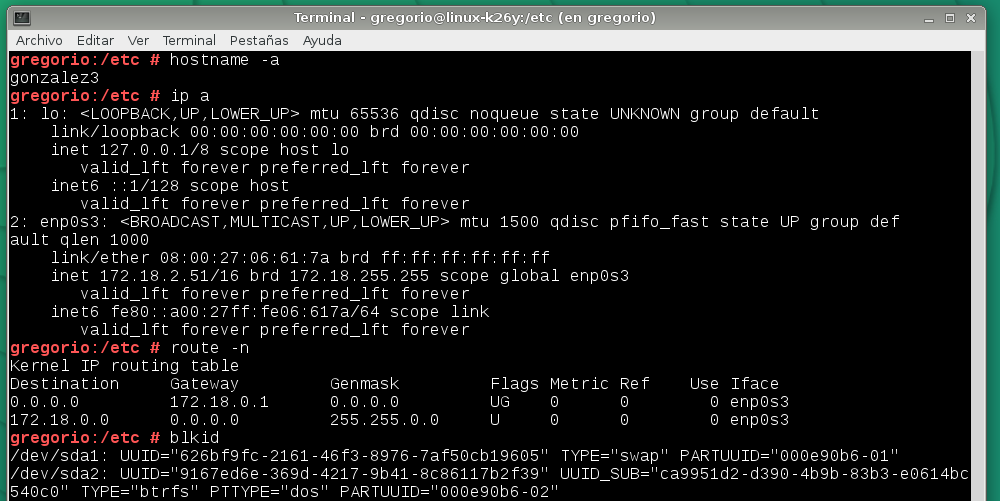 Terminal - gregorio@linux-k26y:/etc (en gregorio)
Archivo Editar Ver Terminal Pestañas Ayuda
gregorio:/etc # hostname -a
gonzalez3
gregorio:/etc # ip a
1: lo: <LOOPBACK,UP,LOWER_UP> mtu 65536 qdisc noqueue state UNKNOWN group default
    link/loopback 00:00:00:00:00:00 brd 00:00:00:00:00:00
    inet 127.0.0.1/8 scope host lo
       valid_lft forever preferred_lft forever
    inet6 ::1/128 scope host
       valid_lft forever preferred_lft forever
2: enp0s3: <BROADCAST,MULTICAST,UP,LOWER_UP> mtu 1500 qdisc pfifo_fast state UP group def
ault qlen 1000
    link/ether 08:00:27:06:61:7a brd ff:ff:ff:ff:ff:ff
    inet 172.18.2.51/16 brd 172.18.255.255 scope global enp0s3
       valid_lft forever preferred_lft forever
    inet6 fe80::a00:27ff:fe06:617a/64 scope link
       valid_lft forever preferred_lft forever
gregorio:/etc # route -n
Kernel IP routing table
Destination     Gateway         Genmask         Flags Metric Ref    Use Iface
0.0.0.0         172.18.0.1      0.0.0.0         UG    0      0        0 enp0s3
172.18.0.0      0.0.0.0         255.255.0.0     U     0      0        0 enp0s3
gregorio:/etc # blkid
/dev/sda1: UUID="626bf9fc-2161-46f3-8976-7af50cb19605" TYPE="swap" PARTUUID="000e90b6-01"
/dev/sda2: UUID="9167ed6e-369d-4217-9b41-8c86117b2f39" UUID_SUB="ca9951d2-d390-4b9b-83b3-e0614bc
540c0" TYPE="btrfs" PTTYPE="dos" PARTUUID="000e90b6-02"